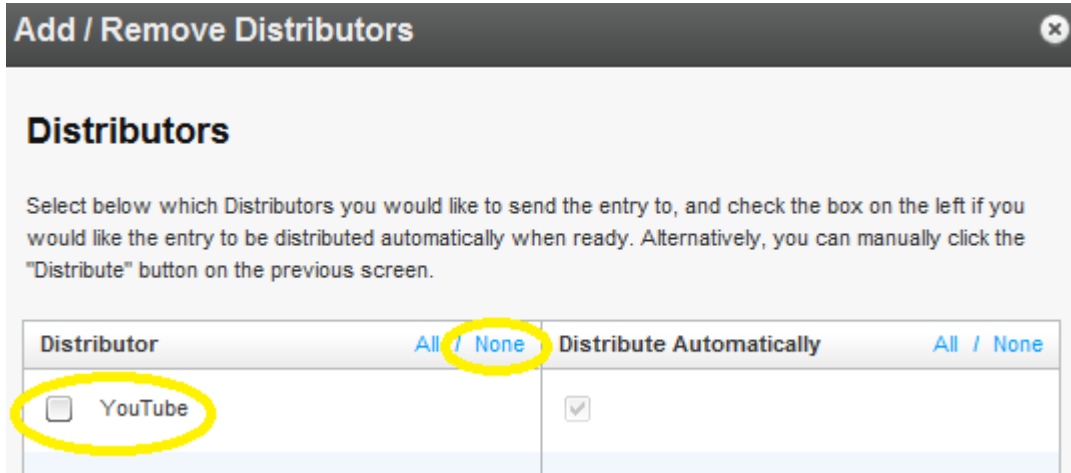 Add / Remove Distributors
Distributors
Select below which Distributors you would like to send the entry to, and check the box on the left if you
would like the entry to be distributed automatically when ready. Alternatively, you can manually click the
"Distribute" button on the previous screen.
Distributor All / None Distribute Automatically All / None
YouTube